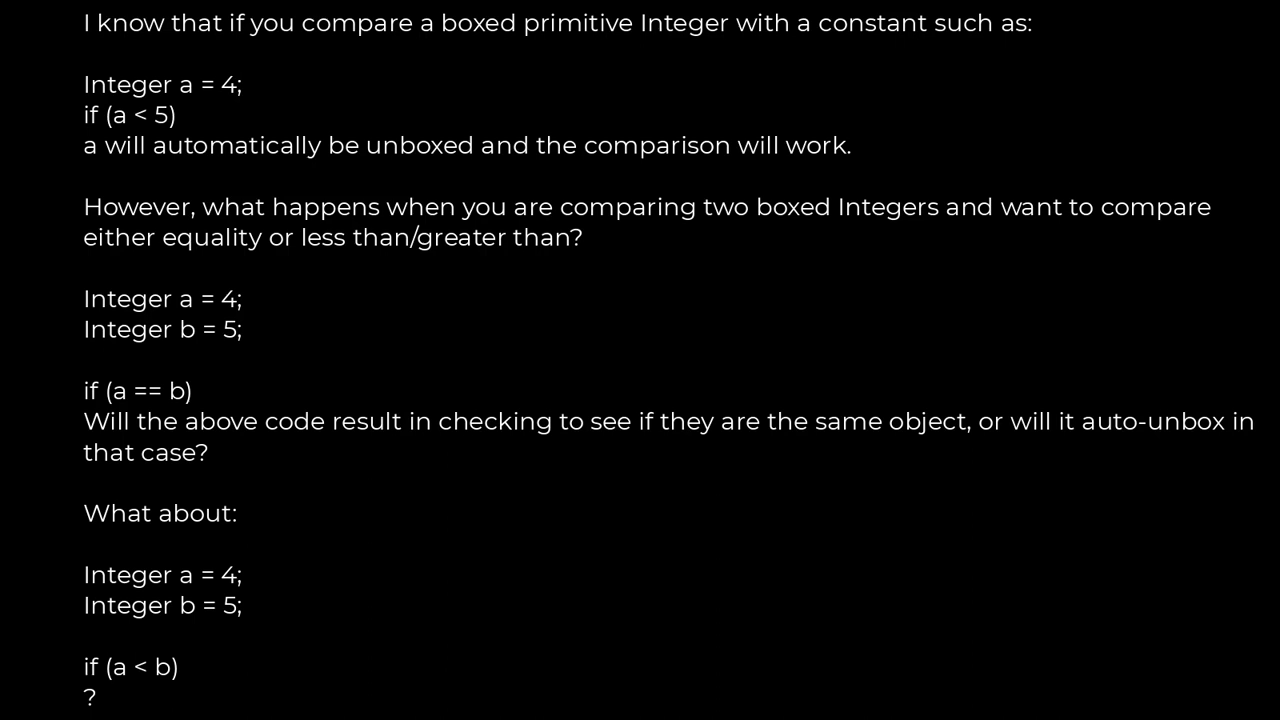 I know that if you compare a boxed primitive Integer with a constant such as:
Integer a = 4;
if (a < 5)
a will automatically be unboxed and the comparison will work.
However, what happens when you are comparing two boxed Integers and want to compare
either equality or less than/greater than?
Integer a = 4;
Integer b = 5;
if (a == b)
Will the above code result in checking to see if they are the same object, or will it auto-unbox in
that case?
What about:
Integer a = 4;
Integer b = 5;
if (a < b)
?